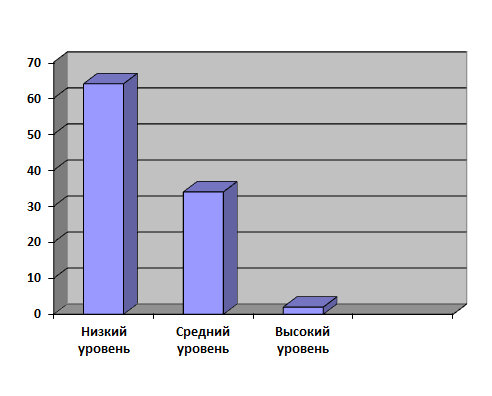 70
60
50
40
30
20
10
0
Низкий
уровень
Средний
уровень
Высокий
уровень